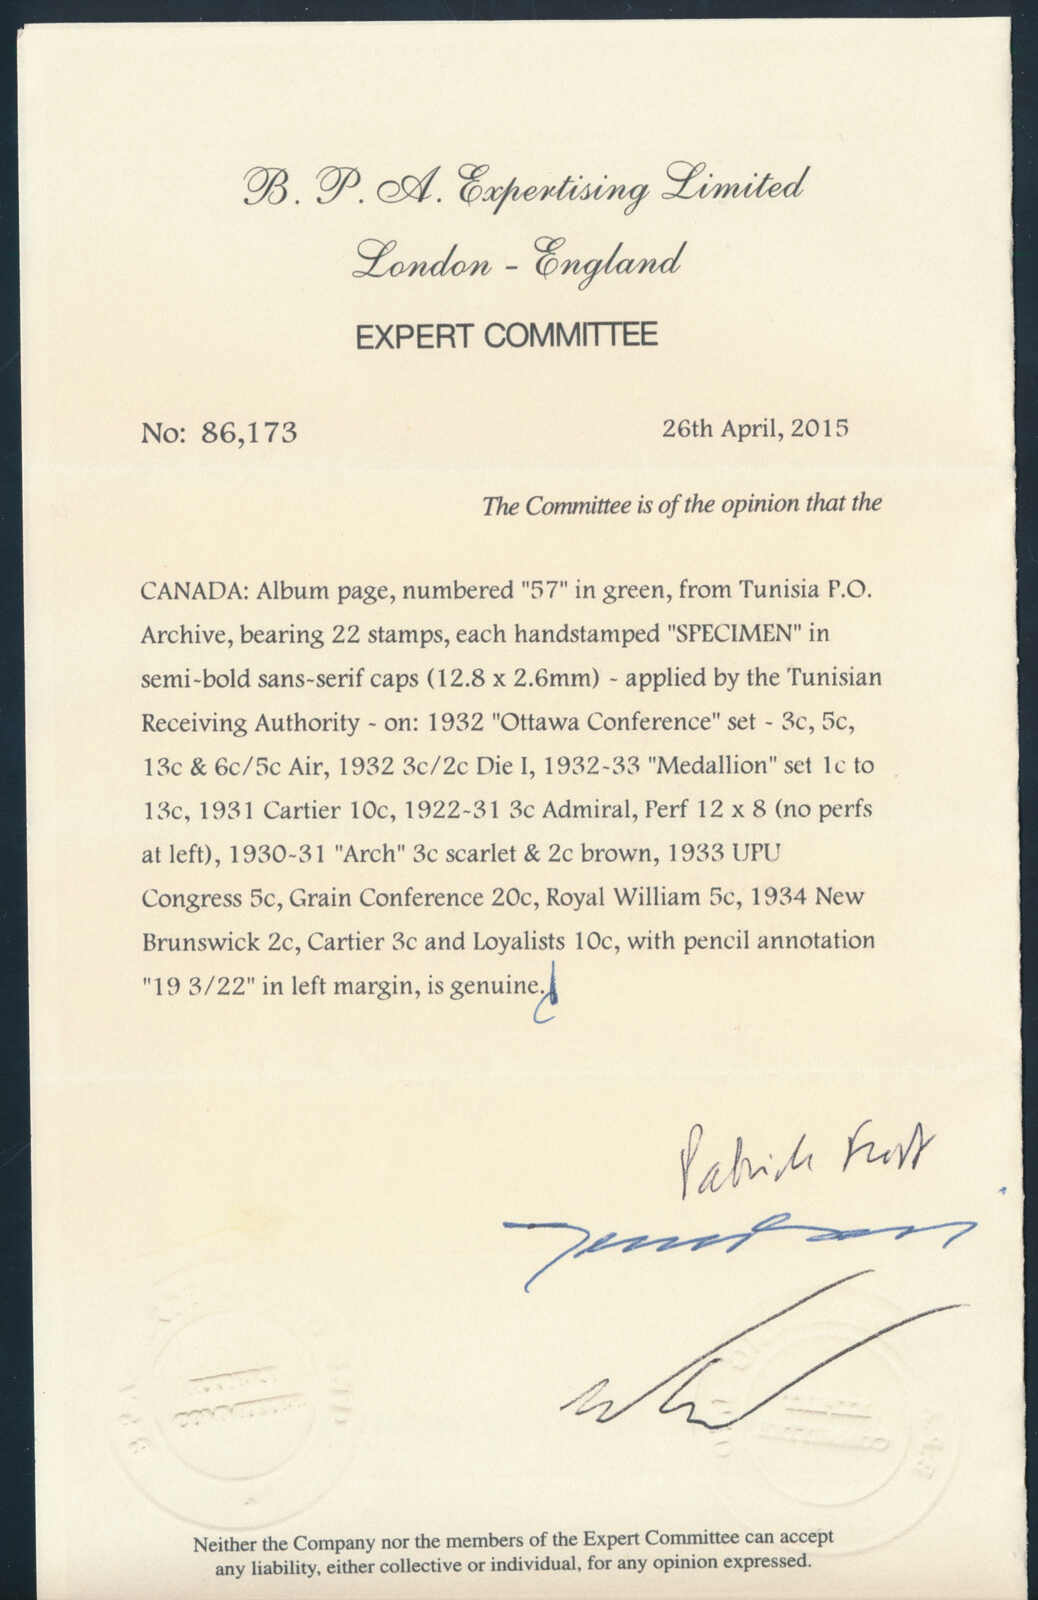 B. P. A. Expertising Limited
London - England
EXPERT COMMITTEE
No: 86,173
26th April, 2015
The Committee is of the opinion that the
CANADA: Album page, numbered "57" in green, from Tunisia P.O.
Archive, bearing 22 stamps, each handstamped "SPECIMEN" in
semi-bold sans-serif caps (12.8 x 2.6mm) - applied by the Tunisian
Receiving Authority - on: 1932 "Ottawa Conference" set - 3c, 5c,
13c & 6c/5c Air, 1932 3c/2c Die I, 1932-33 "Medallion" set 1c to
13c, 1931 Cartier 10c, 1922-31 3c Admiral, Perf 12 x 8 (no perfs
at left), 1930-31 "Arch" 3c scarlet & 2c brown, 1933 UPU
Congress 5c, Grain Conference 20c, Royal William 5c, 1934 New
Brunswick 2c, Cartier 3c and Loyalists 10c, with pencil annotation
"19 3/22" in left margin, is genuine.
Patrick Frost
Neither the Company nor the members of the Expert Committee can accept
any liability, either collective or individual, for any opinion expressed.